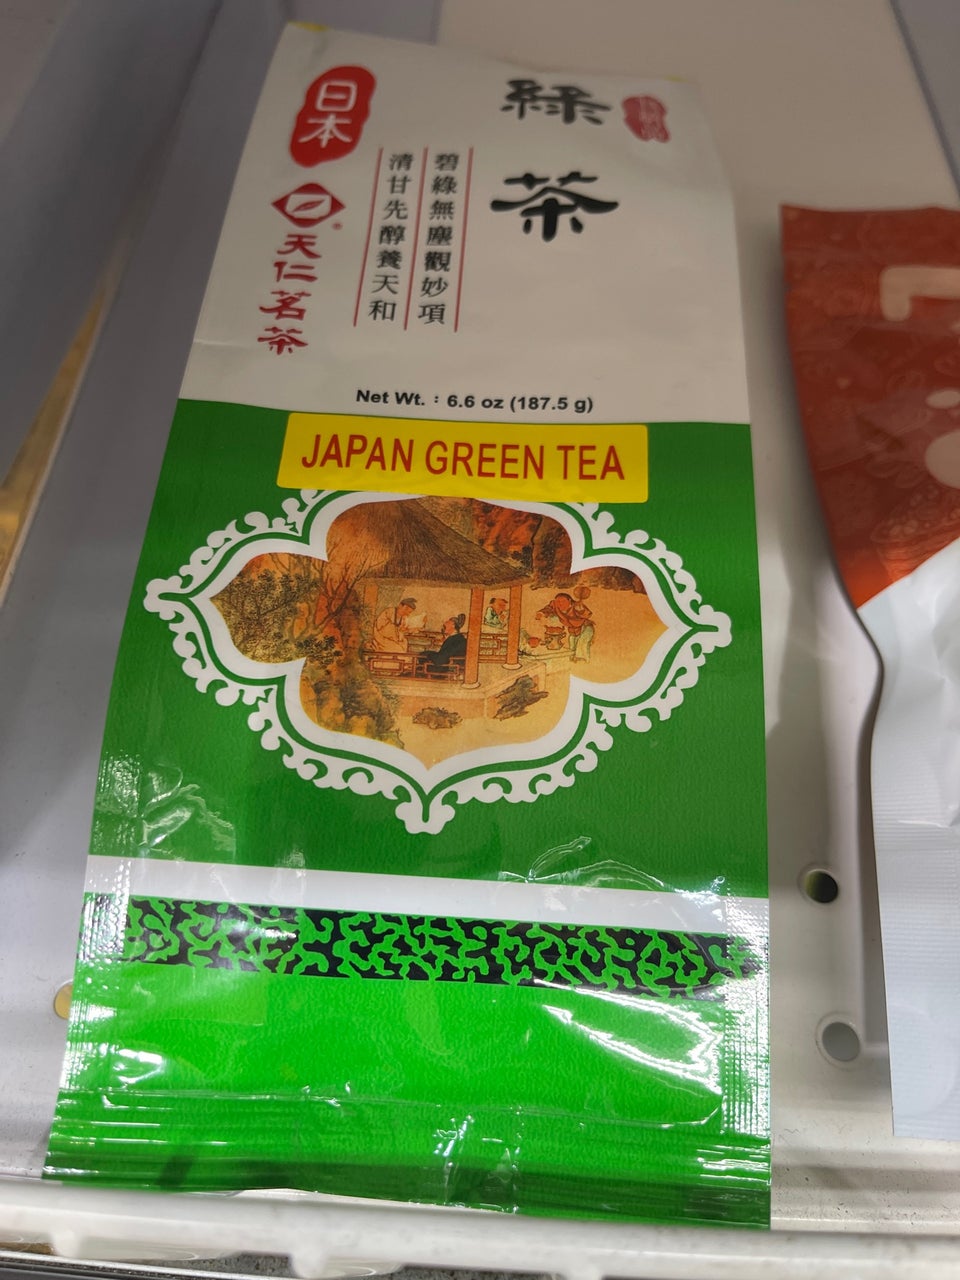 日本
天仁茗茶
綠茶
碧綠無塵觀妙項
清甘先醇養天和
Net Wt. : 6.6 oz (187.5 g)
JAPAN GREEN TEA